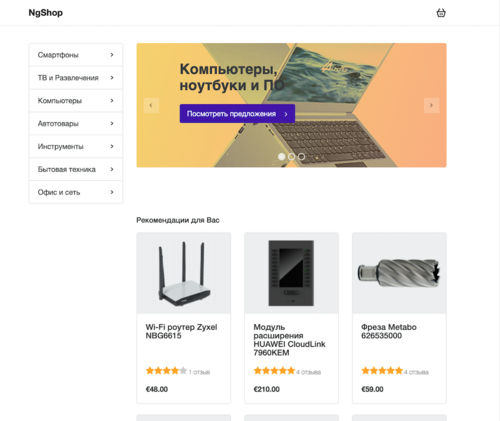 NgShop
Смартфоны
ТВ и Развлечения
Компьютеры
Автотовары
Инструменты
Бытовая техника
Офис и сеть
Компьютеры,
ноутбуки и ПО
Посмотреть предложения
Рекомендации для Вас
Wi-Fi роутер Zyxel
NBG6615
1 отзыв
€48.00
Модуль
расширения
HUAWEI CloudLink
7960KEM
4 отзыва
€210.00
Фреза Metabo
626535000
4 отзыва
€59.00